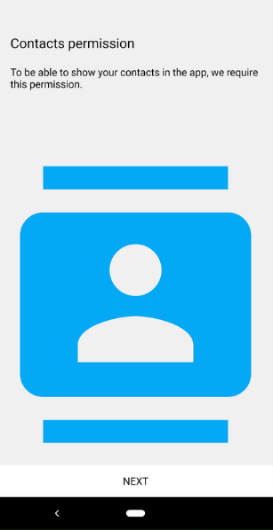 Contacts permission
To be able to show your contacts in the app, we require
this permission.
NEXT